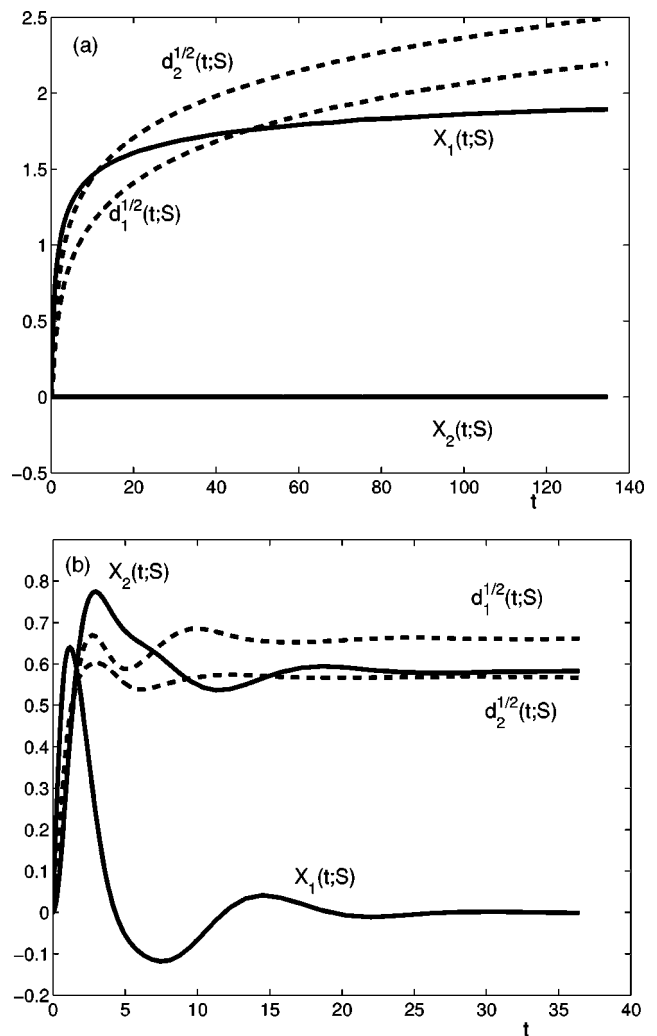 (a)
2.5
2
1.5
1
0.5
0
−0.5
d₂^{1/2}(t;S)
d₁^{1/2}(t;S)
X₁(t;S)
X₂(t;S)
0 20 40 60 80 100 120 140
t
(b)
0.9
0.8
0.7
0.6
0.5
0.4
0.3
0.2
0.1
0
−0.1
−0.2
X₂(t;S)
d₁^{1/2}(t;S)
d₂^{1/2}(t;S)
X₁(t;S)
0 5 10 15 20 25 30 35 40
t